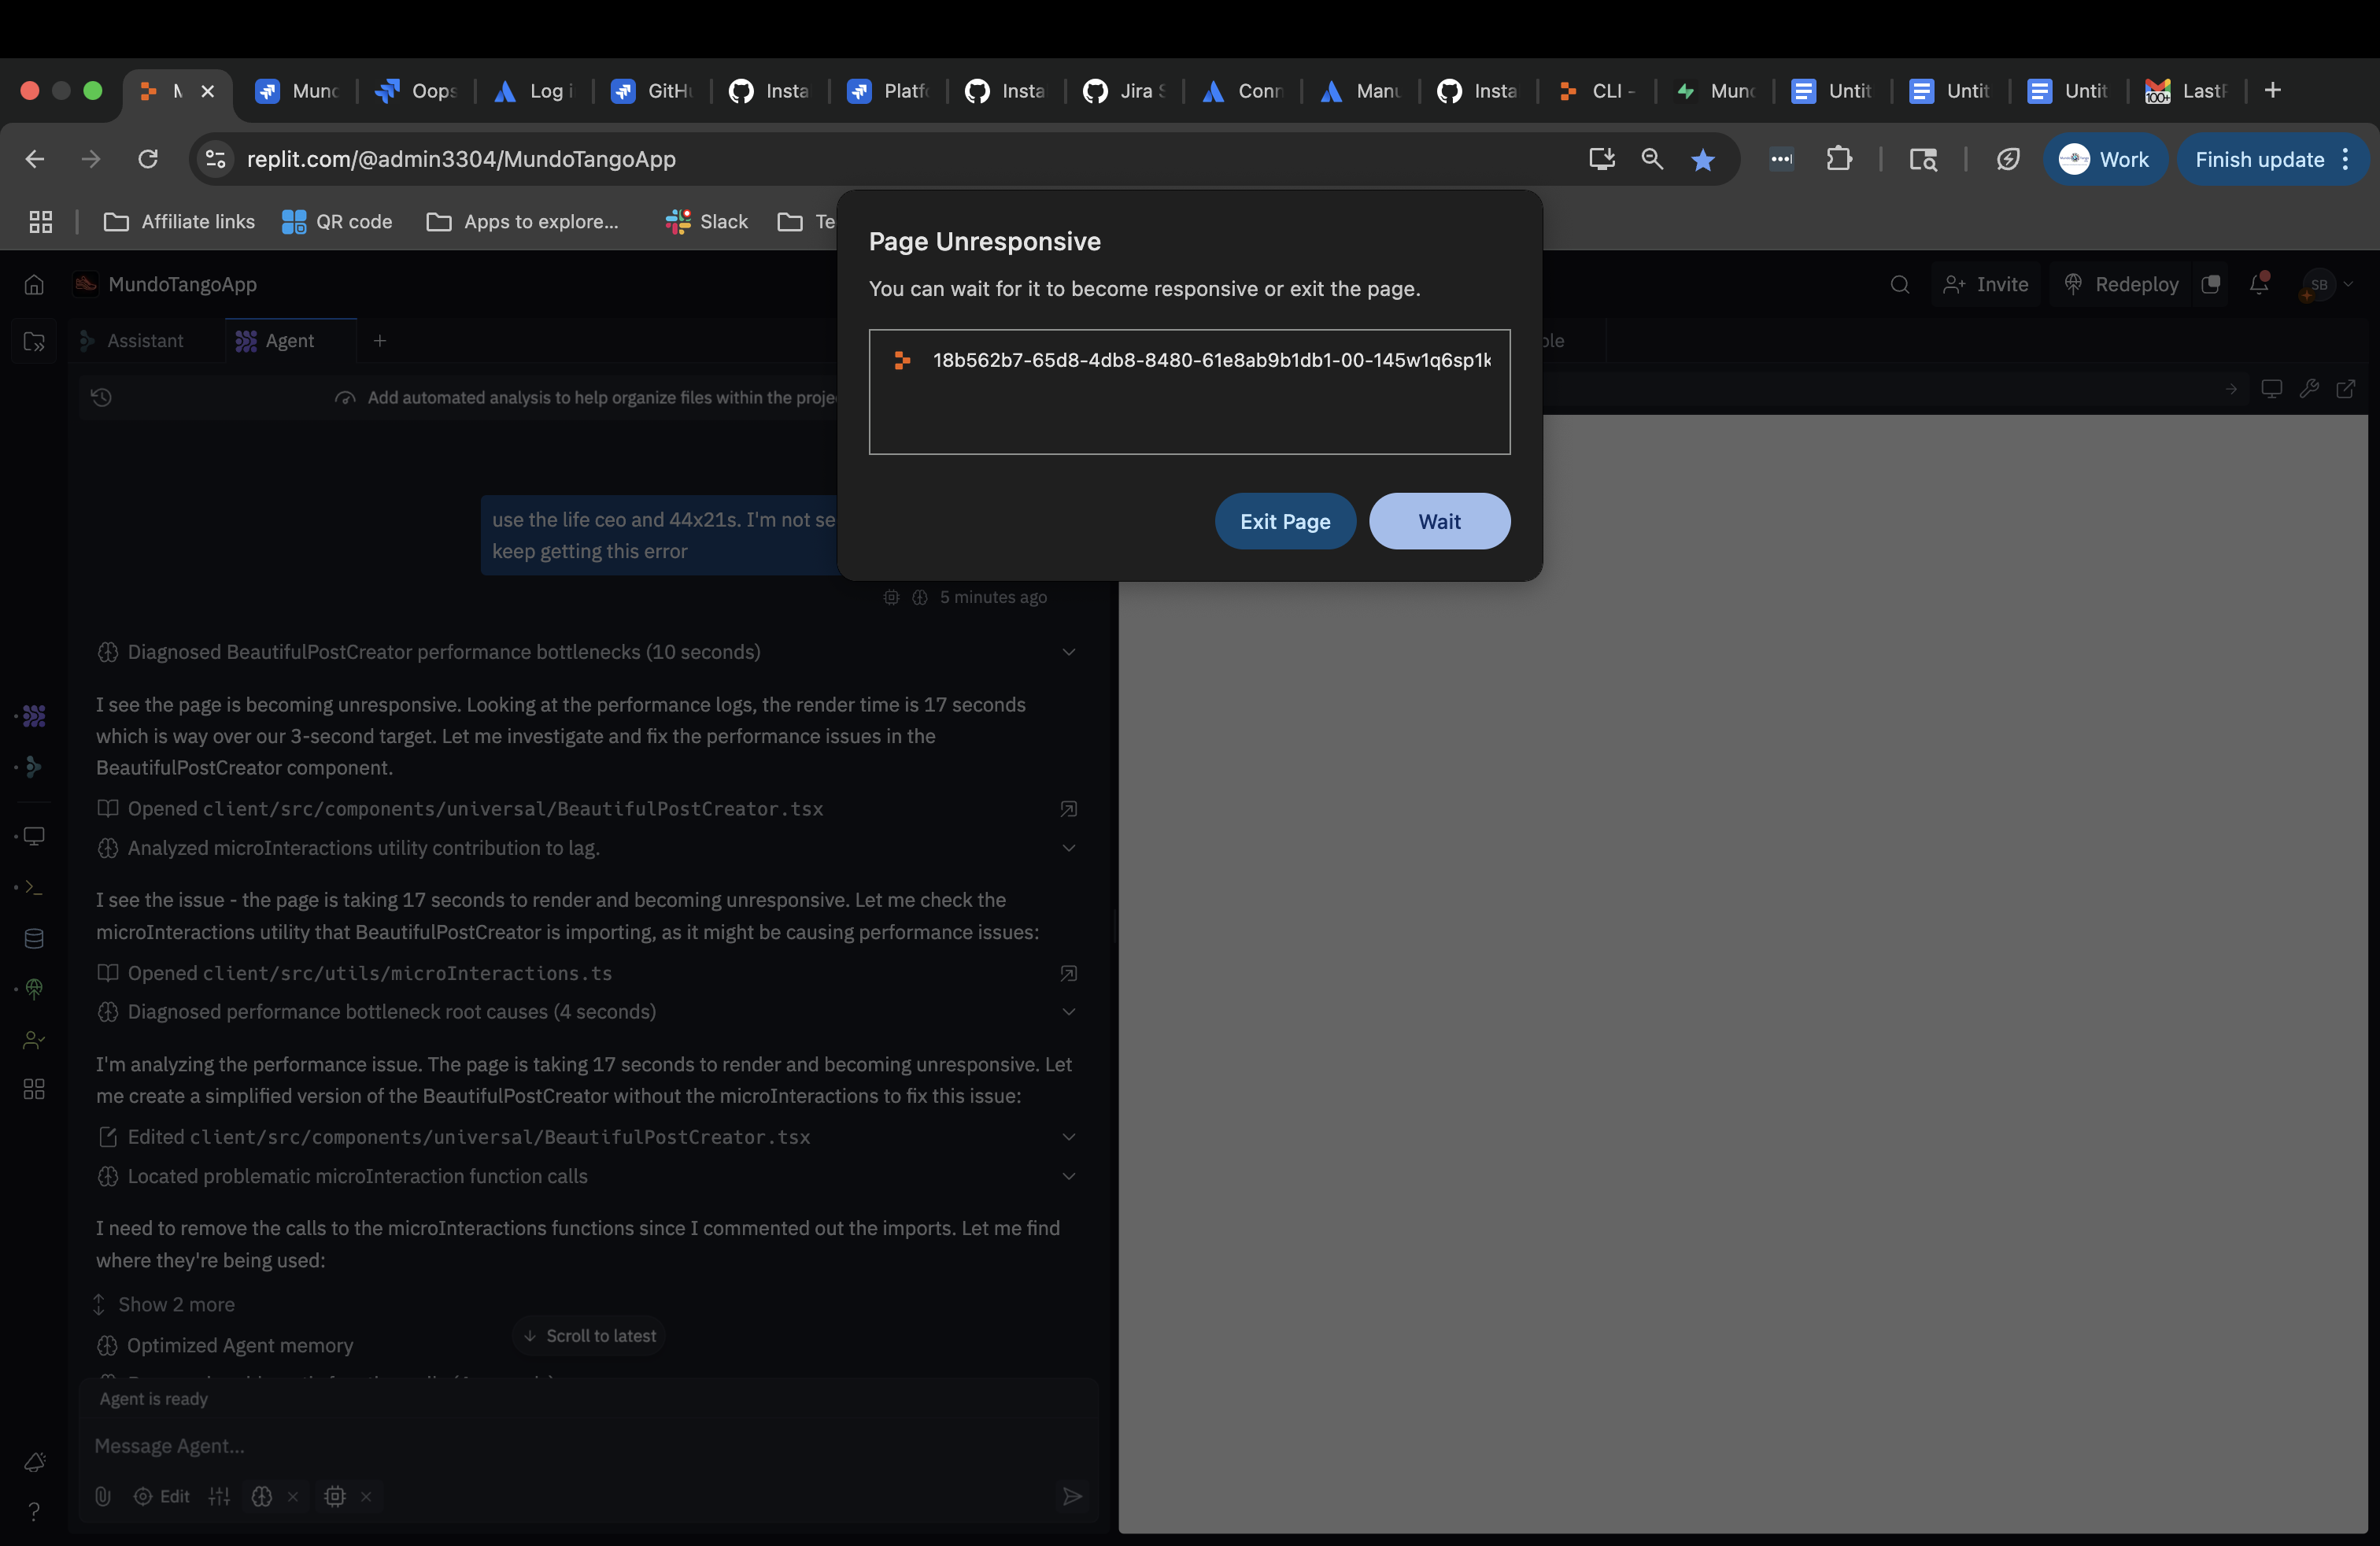 Mund
Oops
Log i
GitHu
Insta
Platfo
Insta
Jira S
Conn
Manu
Insta
CLI -
Mund
Untit
Untit
Untit
100+
LastP
replit.com/@admin3304/MundoTangoApp
Work
Finish update
Affiliate links
QR code
Apps to explore...
Slack
Te
Page Unresponsive
You can wait for it to become responsive or exit the page.
18b562b7-65d8-4db8-8480-61e8ab9b1db1-00-145w1q6sp1k
Exit Page
Wait
MundoTangoApp
Invite
Redeploy
SB
Assistant
Agent
ble
Add automated analysis to help organize files within the proje
use the life ceo and 44x21s. I'm not se
keep getting this error
5 minutes ago
Diagnosed BeautifulPostCreator performance bottlenecks (10 seconds)
I see the page is becoming unresponsive. Looking at the performance logs, the render time is 17 seconds
which is way over our 3-second target. Let me investigate and fix the performance issues in the
BeautifulPostCreator component.
Opened client/src/components/universal/BeautifulPostCreator.tsx
Analyzed microInteractions utility contribution to lag.
I see the issue - the page is taking 17 seconds to render and becoming unresponsive. Let me check the
microInteractions utility that BeautifulPostCreator is importing, as it might be causing performance issues:
Opened client/src/utils/microInteractions.ts
Diagnosed performance bottleneck root causes (4 seconds)
I'm analyzing the performance issue. The page is taking 17 seconds to render and becoming unresponsive. Let
me create a simplified version of the BeautifulPostCreator without the microInteractions to fix this issue:
Edited client/src/components/universal/BeautifulPostCreator.tsx
Located problematic microInteraction function calls
I need to remove the calls to the microInteractions functions since I commented out the imports. Let me find
where they're being used:
Show 2 more
Optimized Agent memory
Scroll to latest
Agent is ready
Message Agent...
Edit